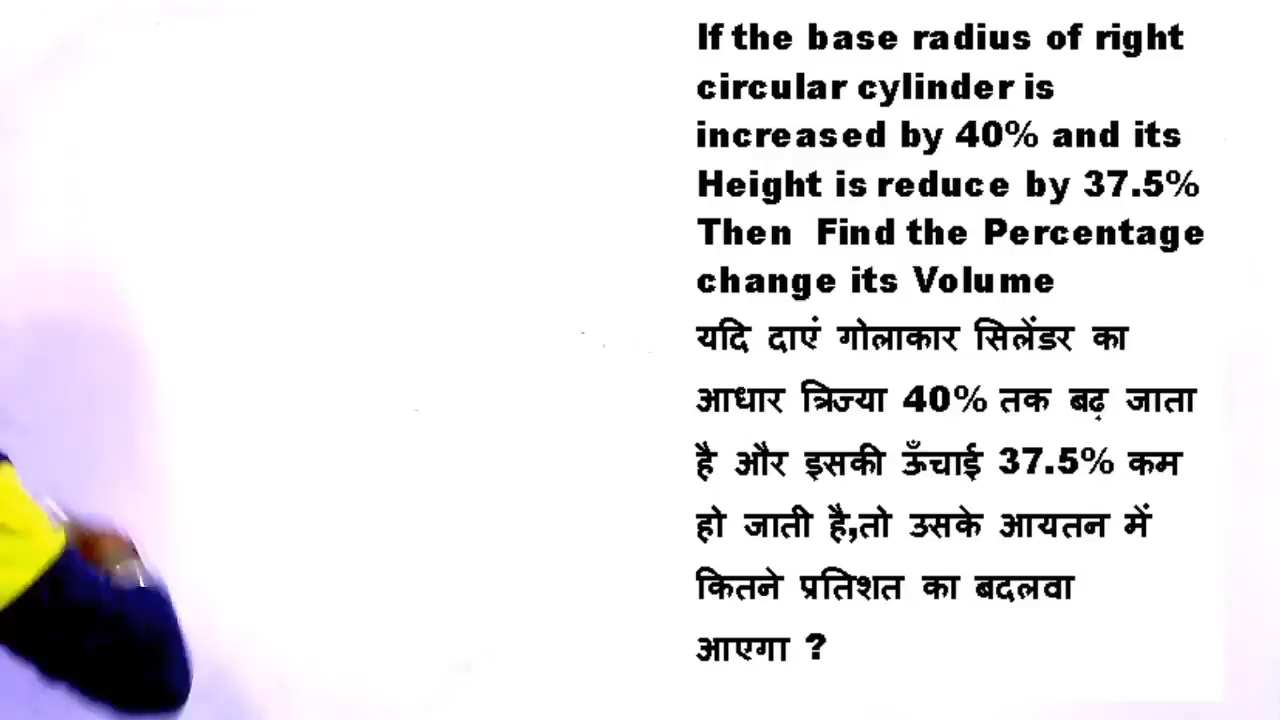 If the base radius of right
circular cylinder is
increased by 40% and its
Height is reduce by 37.5%
Then Find the Percentage
change its Volume
यदि दाएं गोलाकार सिलेंडर का
आधार त्रिज्या 40% तक बढ़ जाता
है और इसकी ऊँचाई 37.5% कम
हो जाती है,तो उसके आयतन में
कितने प्रतिशत का बदलवा
आएगा ?